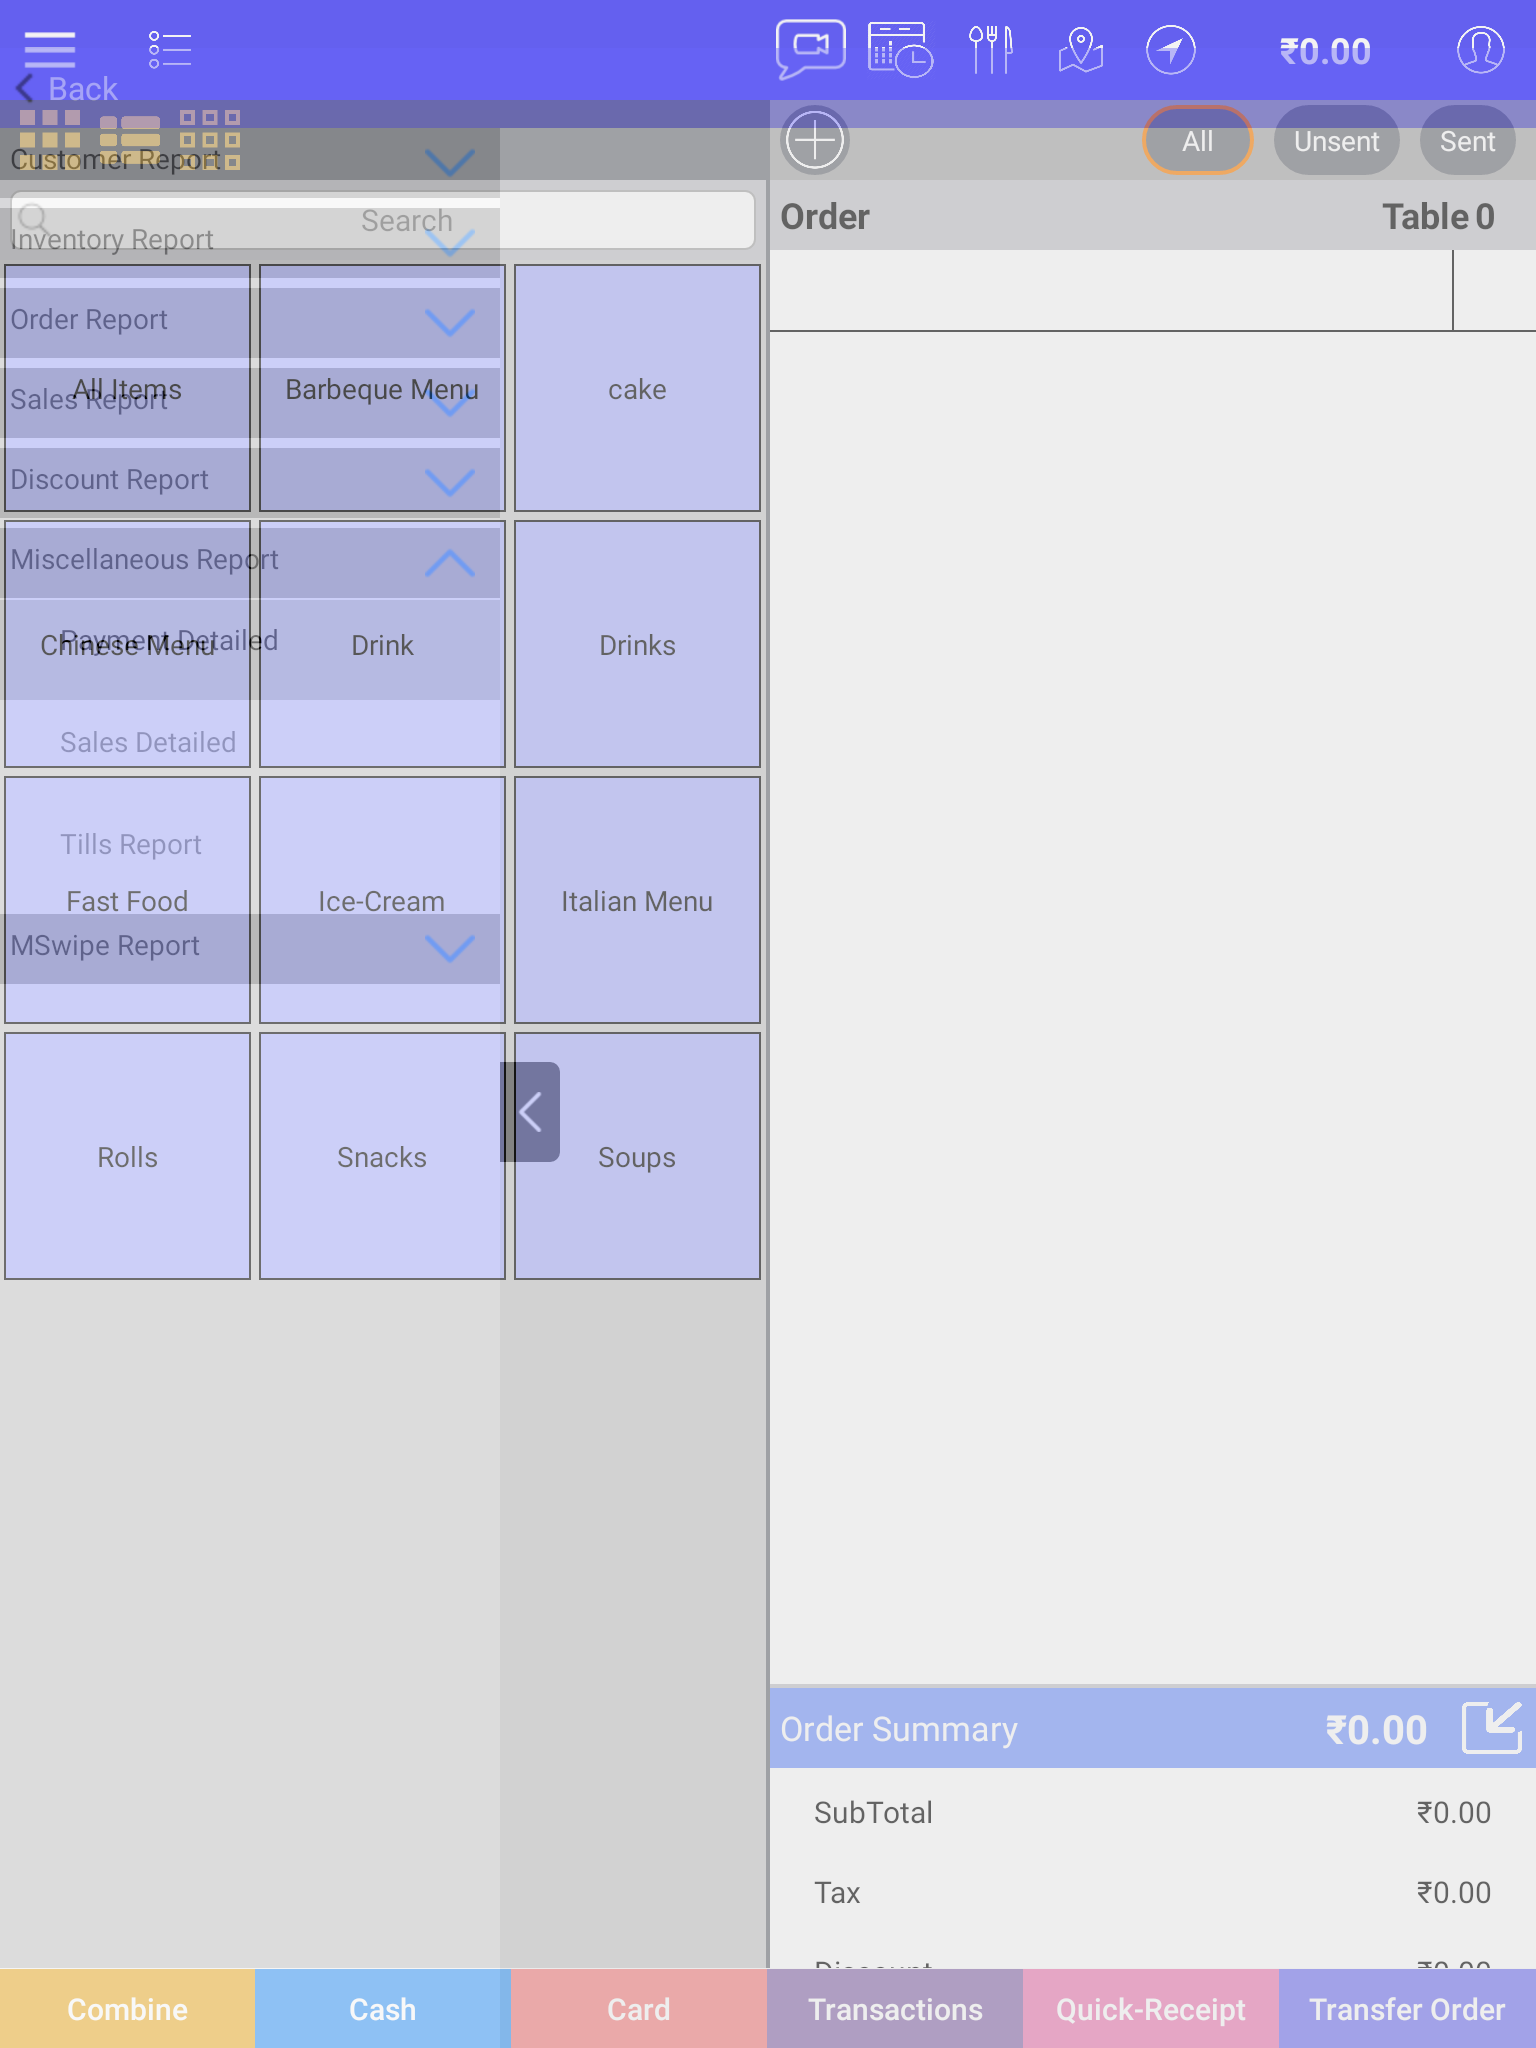 ₹0.00
Back
All
Unsent
Sent
Customer Report
Search
Inventory Report
Order
Table 0
Order Report
All Items
Barbeque Menu
cake
Sales Report
Discount Report
Miscellaneous Report
Payment Detailed
Chinese Menu
Drink
Drinks
Sales Detailed
Tills Report
Fast Food
Ice-Cream
Italian Menu
MSwipe Report
Rolls
Snacks
Soups
Order Summary
₹0.00
SubTotal
₹0.00
Tax
₹0.00
Discount
₹0.00
Combine
Cash
Card
Transactions
Quick-Receipt
Transfer Order